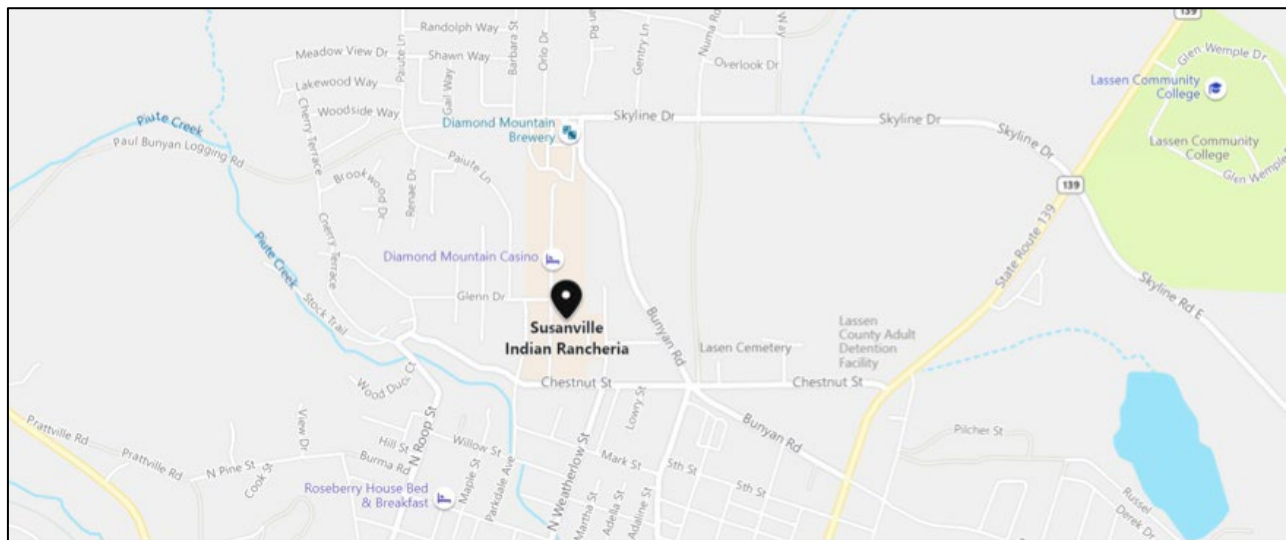 139
Randolph Way
Barbara St
Orlo Dr
Gentry Ln
Numa Ro
Way
Glen Wemple Dr
Meadow View Dr
Paiute Ln
Shawn Way
Overlook Dr
Lassen Community
College
Lakewood Way
Gail Way
Cherry Terrace
Woodside Way
Diamond Mountain
Brewery
Skyline Dr
Skyline Dr
Skyline Dr
Piute Creek
Paul Bunyan Logging Rd
Lassen Community
College
Glen Wemple
Paiute Ln
Brookwood Dr
Renae Dr
139
Cherry Terrace
State Route 139
Piute Creek
Diamond Mountain Casino
Skyline Rd E
Stock Trail
Glenn Dr
Susanville
Indian Rancheria
Bunyan Rd
Lassen
County Adult
Detention
Facility
Lasen Cemetery
Wood Duck Ct
Chestnut St
Chestnut St
Lowry St
View Dr
N Roop St
Prattville Rd
Prattville Rd
N Pine St
Cook St
Hill St
Burma Rd
Willow St
Maple St
Parkdale Ave
N Weatherlow St
Mark St
5th St
5th St
Bunyan Rd
Pilcher St
Roseberry House Bed
& Breakfast
Martha St
Adella St
Adaline St
Russel
Derek Dr